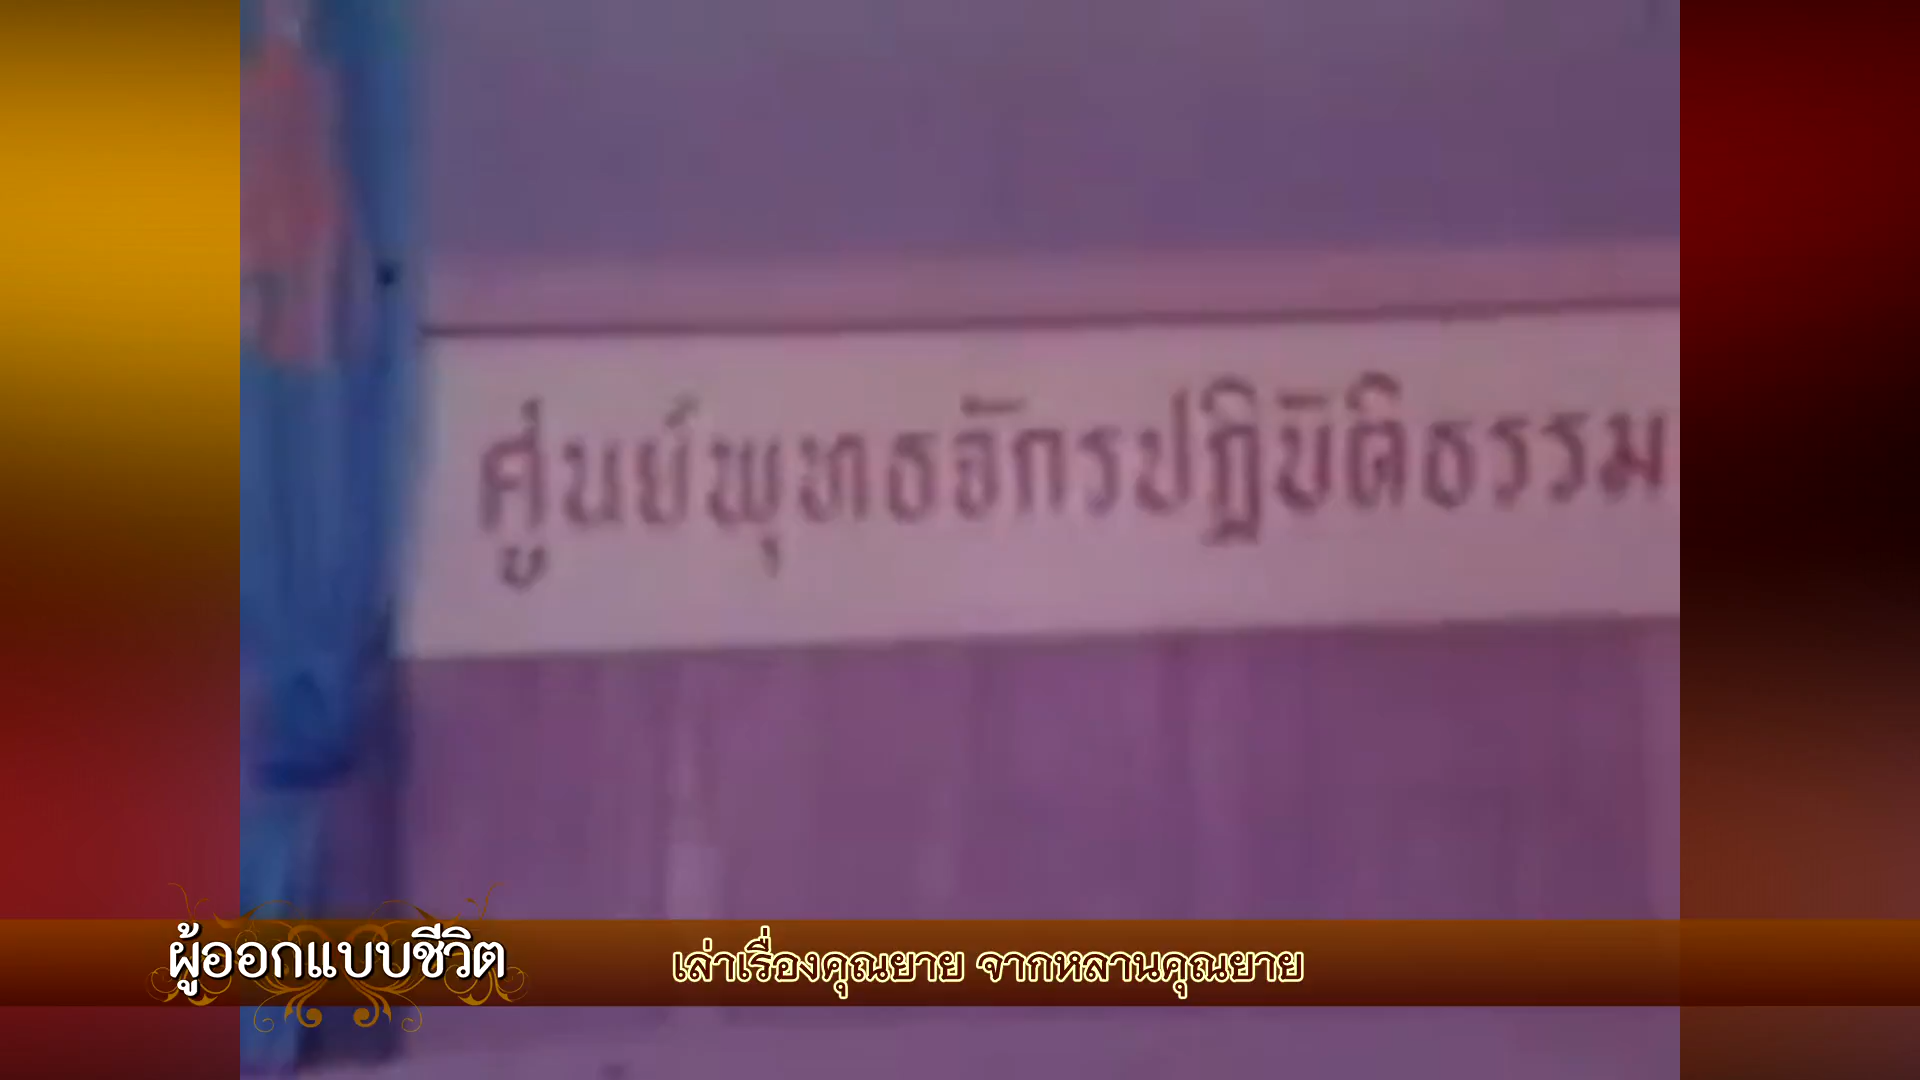 ศูนย์พุทธจักรปฏิบัติธรรม
ผู้ออกแบบชีวิต
เล่าเรื่องคุณยาย จากหลานคุณยาย